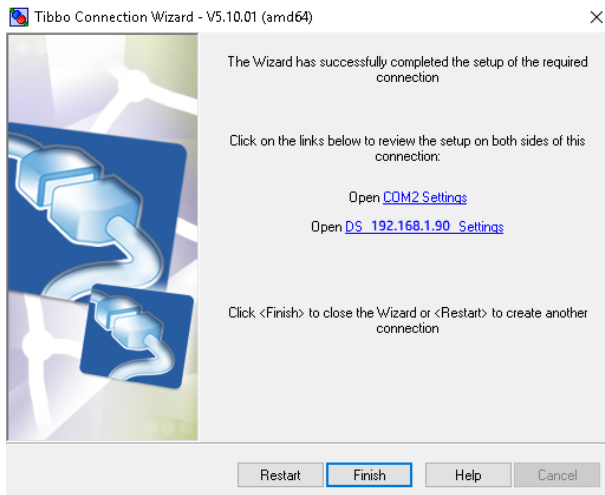 Tibbo Connection Wizard - V5.10.01 (amd64)
The Wizard has successfully completed the setup of the required
connection
Click on the links below to review the setup on both sides of this
connection:
Open COM2 Settings
Open DS 192.168.1.90 Settings
Click <Finish> to close the Wizard or <Restart> to create another
connection
Restart Finish Help Cancel